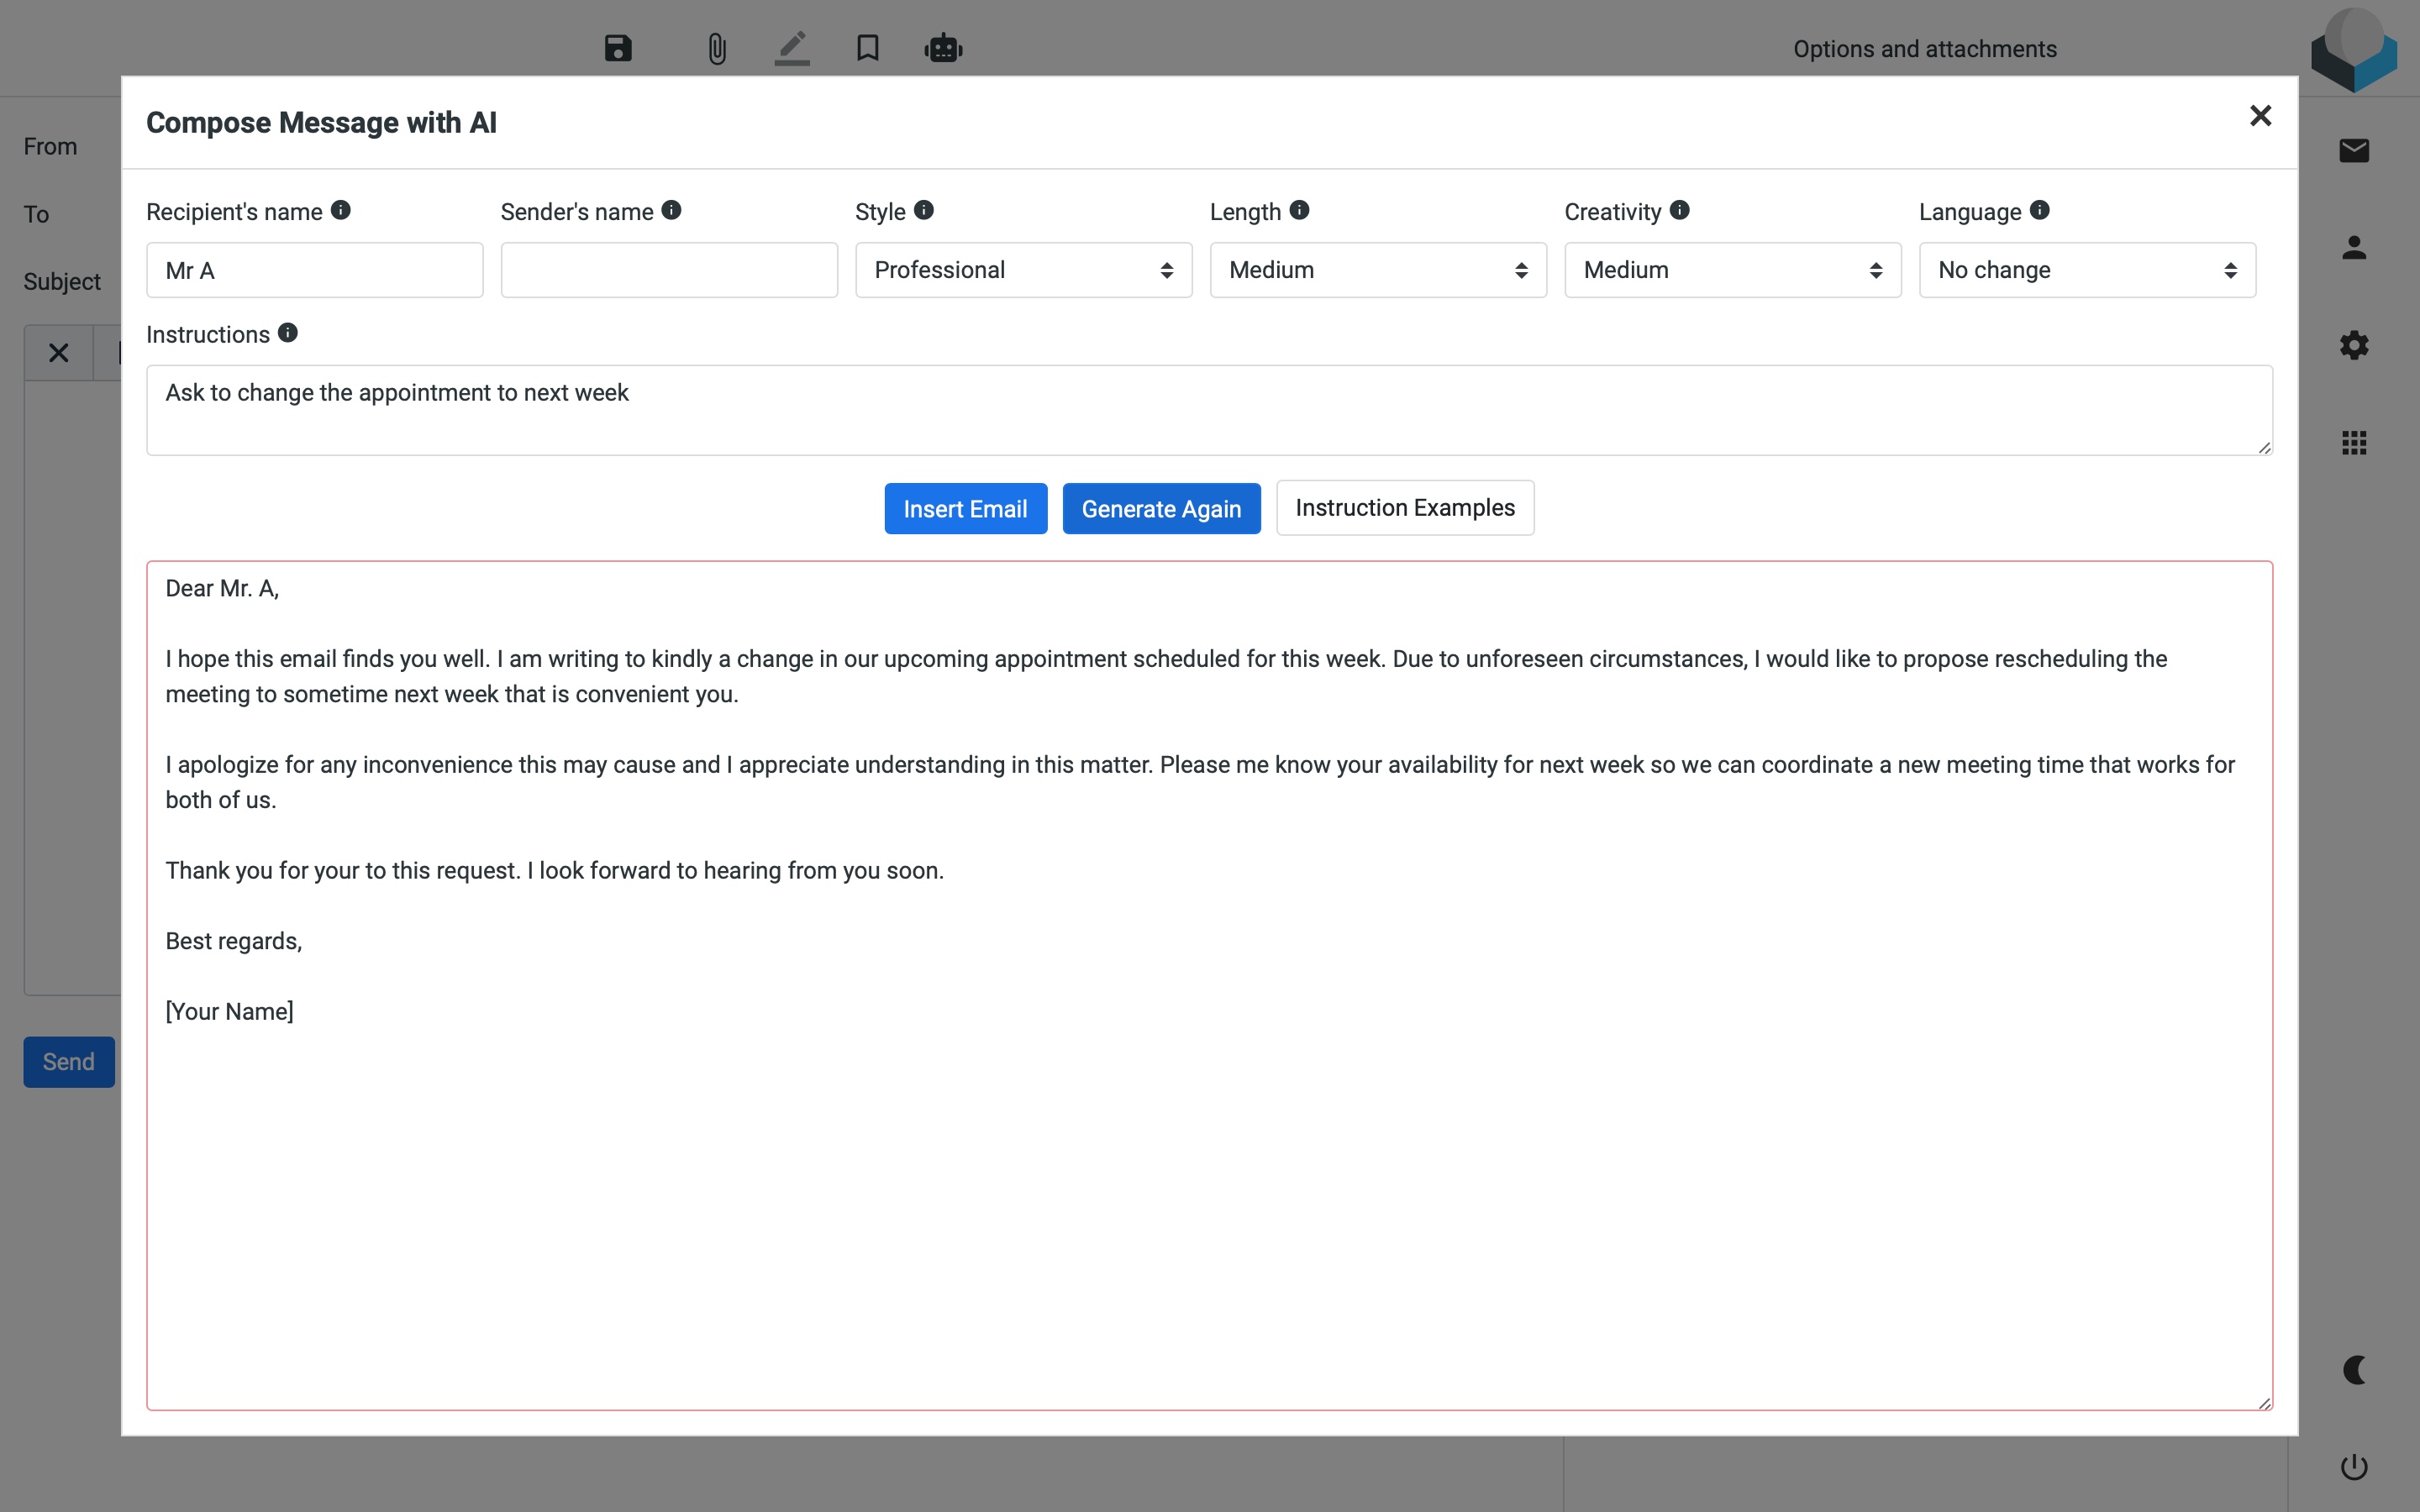 Options and attachments
Compose Message with AI
From
To
Subject
Recipient's name
Sender's name
Style
Length
Creativity
Language
Mr A
Professional
Medium
Medium
No change
Instructions
Ask to change the appointment to next week
Insert Email
Generate Again
Instruction Examples
Dear Mr. A,
I hope this email finds you well. I am writing to kindly a change in our upcoming appointment scheduled for this week. Due to unforeseen circumstances, I would like to propose rescheduling the
meeting to sometime next week that is convenient you.
I apologize for any inconvenience this may cause and I appreciate understanding in this matter. Please me know your availability for next week so we can coordinate a new meeting time that works for
both of us.
Thank you for your to this request. I look forward to hearing from you soon.
Best regards,
[Your Name]
Send